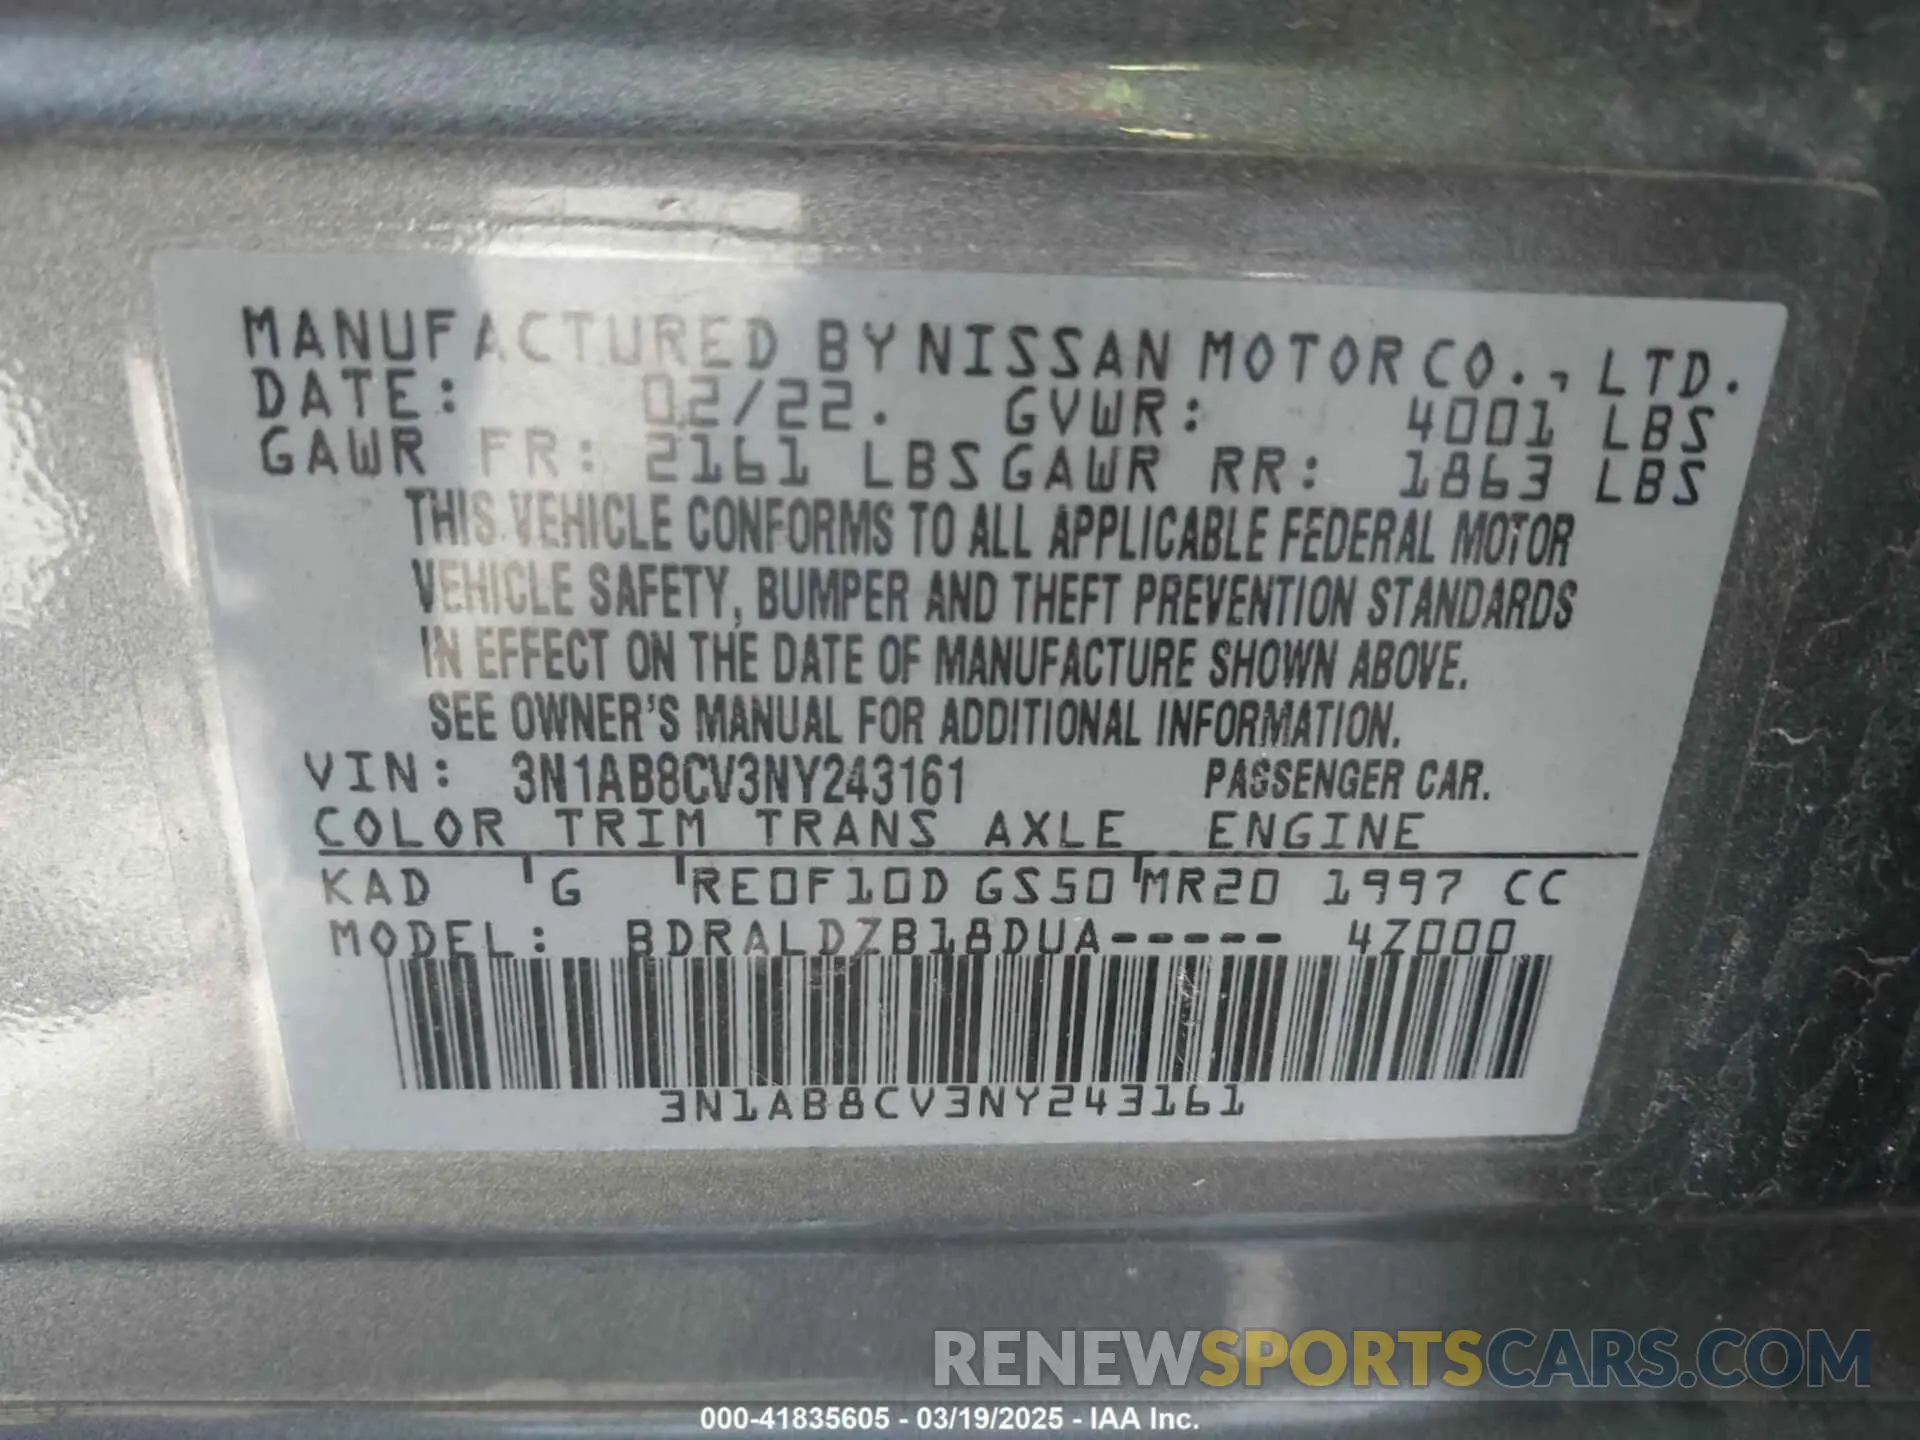 MANUFACTURED BY NISSAN MOTOR CO., LTD.
DATE: 02/22. GVWR: 4001 LBS
GAWR FR: 2161 LBS GAWR RR: 1863 LBS
THIS VEHICLE CONFORMS TO ALL APPLICABLE FEDERAL MOTOR
VEHICLE SAFETY, BUMPER AND THEFT PREVENTION STANDARDS
IN EFFECT ON THE DATE OF MANUFACTURE SHOWN ABOVE.
SEE OWNER'S MANUAL FOR ADDITIONAL INFORMATION.
VIN: 3N1AB8CV3NY243161 PASSENGER CAR.
COLOR TRIM TRANS AXLE ENGINE
KAD G RE0F10D GS50 MR20 1997 CC
MODEL: BDRALDZB18DUA----- 4Z000
3N1AB8CV3NY243161
RENEWSPORTSCARS.COM
000-41835605 - 03/19/2025 - IAA Inc.